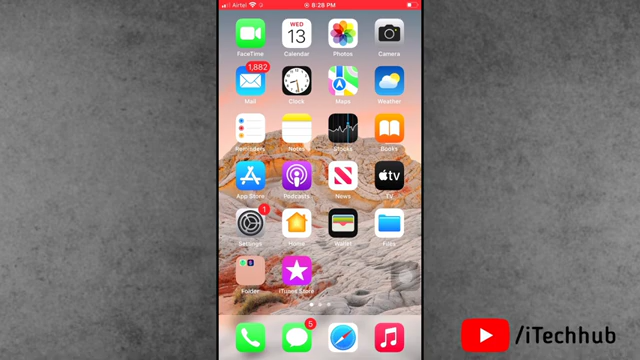 Airtel 8:28 PM
WED
13
FaceTime Calendar Photos Camera
1,882
Mail Clock Maps Weather
Reminders Notes Stocks Books
tv
App Store Podcasts News TV
1
Settings Home Wallet Files
Folder iTunes Store
5
/iTechhub